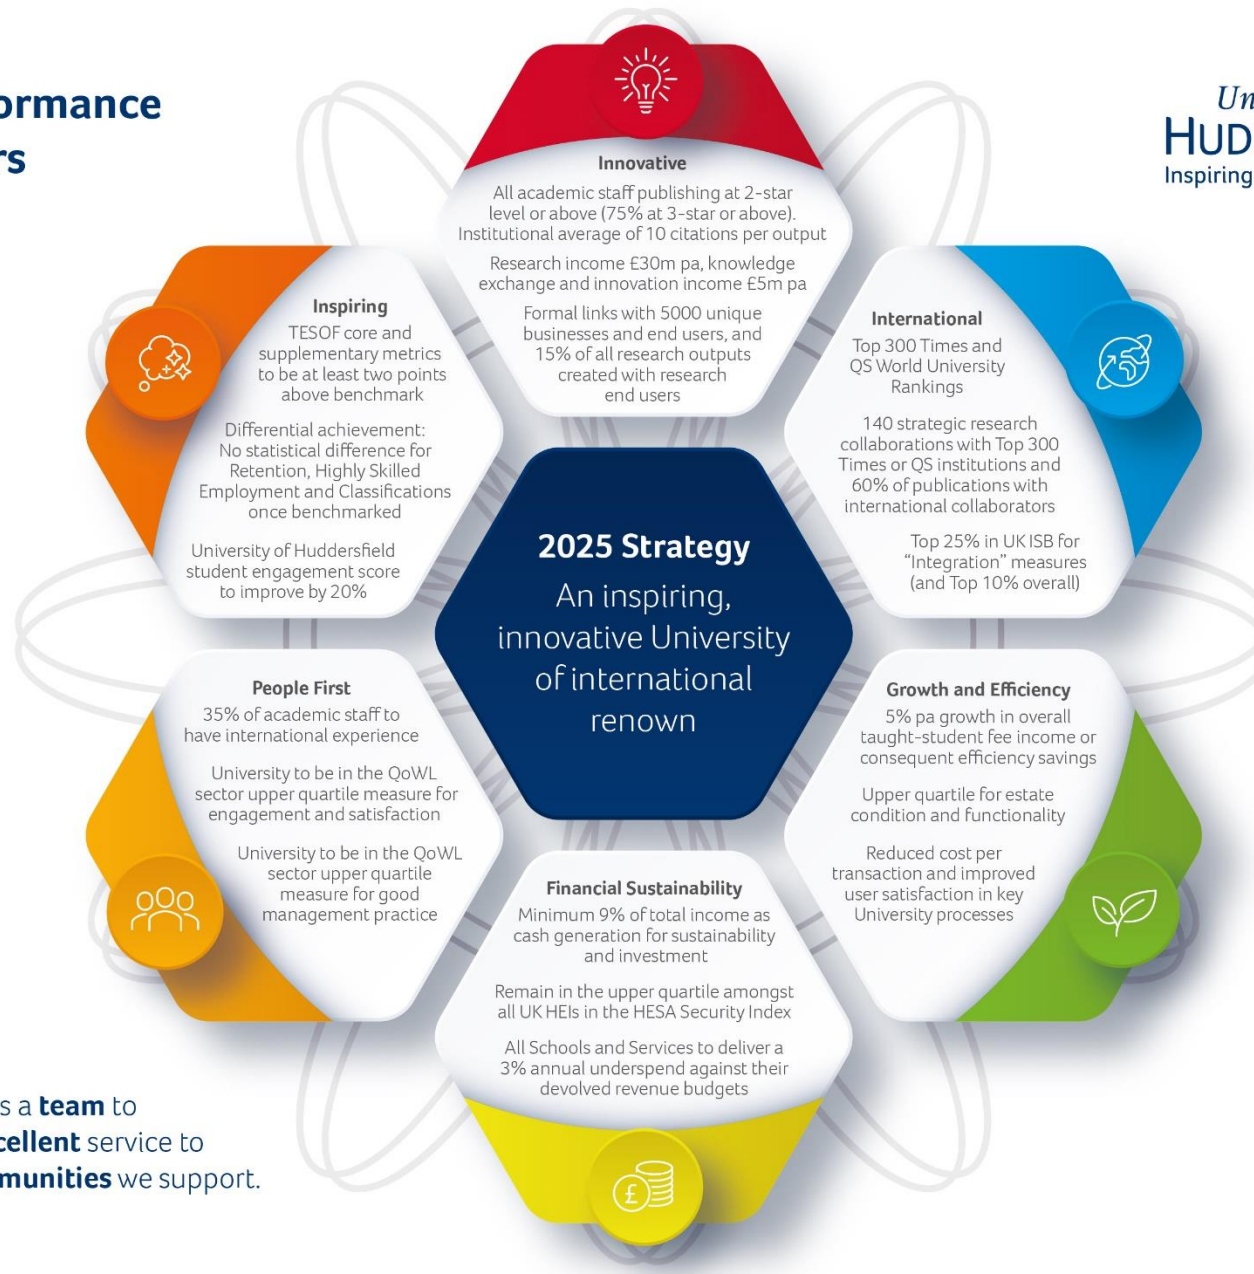 ormance
rs
Un
HUD
Inspiring
Innovative
All academic staff publishing at 2-star
level or above (75% at 3-star or above).
Institutional average of 10 citations per output
Research income £30m pa, knowledge
exchange and innovation income £5m pa
Formal links with 5000 unique
businesses and end users, and
15% of all research outputs
created with research
end users
Inspiring
TESOF core and
supplementary metrics
to be at least two points
above benchmark
Differential achievement:
No statistical difference for
Retention, Highly Skilled
Employment and Classifications
once benchmarked
University of Huddersfield
student engagement score
to improve by 20%
International
Top 300 Times and
QS World University
Rankings
140 strategic research
collaborations with Top 300
Times or QS institutions and
60% of publications with
international collaborators
Top 25% in UK ISB for
“Integration” measures
(and Top 10% overall)
2025 Strategy
An inspiring,
innovative University
of international
renown
People First
35% of academic staff to
have international experience
University to be in the QoWL
sector upper quartile measure for
engagement and satisfaction
University to be in the QoWL
sector upper quartile
measure for good
management practice
Growth and Efficiency
5% pa growth in overall
taught-student fee income or
consequent efficiency savings
Upper quartile for estate
condition and functionality
Reduced cost per
transaction and improved
user satisfaction in key
University processes
Financial Sustainability
Minimum 9% of total income as
cash generation for sustainability
and investment
Remain in the upper quartile amongst
all UK HEIs in the HESA Security Index
All Schools and Services to deliver a
3% annual underspend against their
devolved revenue budgets
£
s a team to
cellent service to
munities we support.